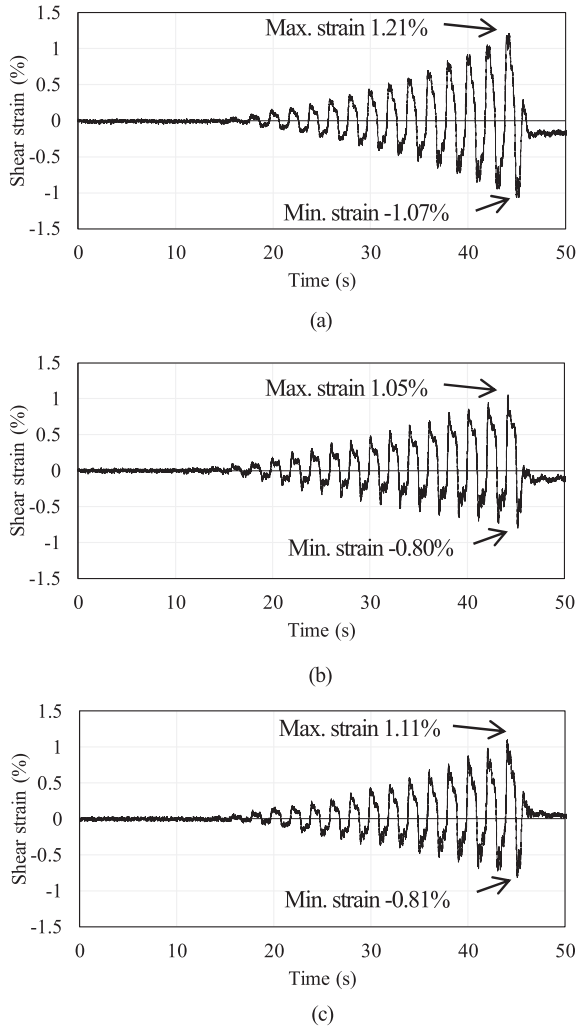 1.5
Max. strain 1.21%
1
0.5
0
-0.5
-1
Min. strain -1.07%
-1.5
Shear strain (%)
0 10 20 30 40 50
Time (s)
(a)
1.5
Max. strain 1.05%
1
0.5
0
-0.5
-1
Min. strain -0.80%
-1.5
Shear strain (%)
0 10 20 30 40 50
Time (s)
(b)
1.5
Max. strain 1.11%
1
0.5
0
-0.5
-1
Min. strain -0.81%
-1.5
Shear strain (%)
0 10 20 30 40 50
Time (s)
(c)